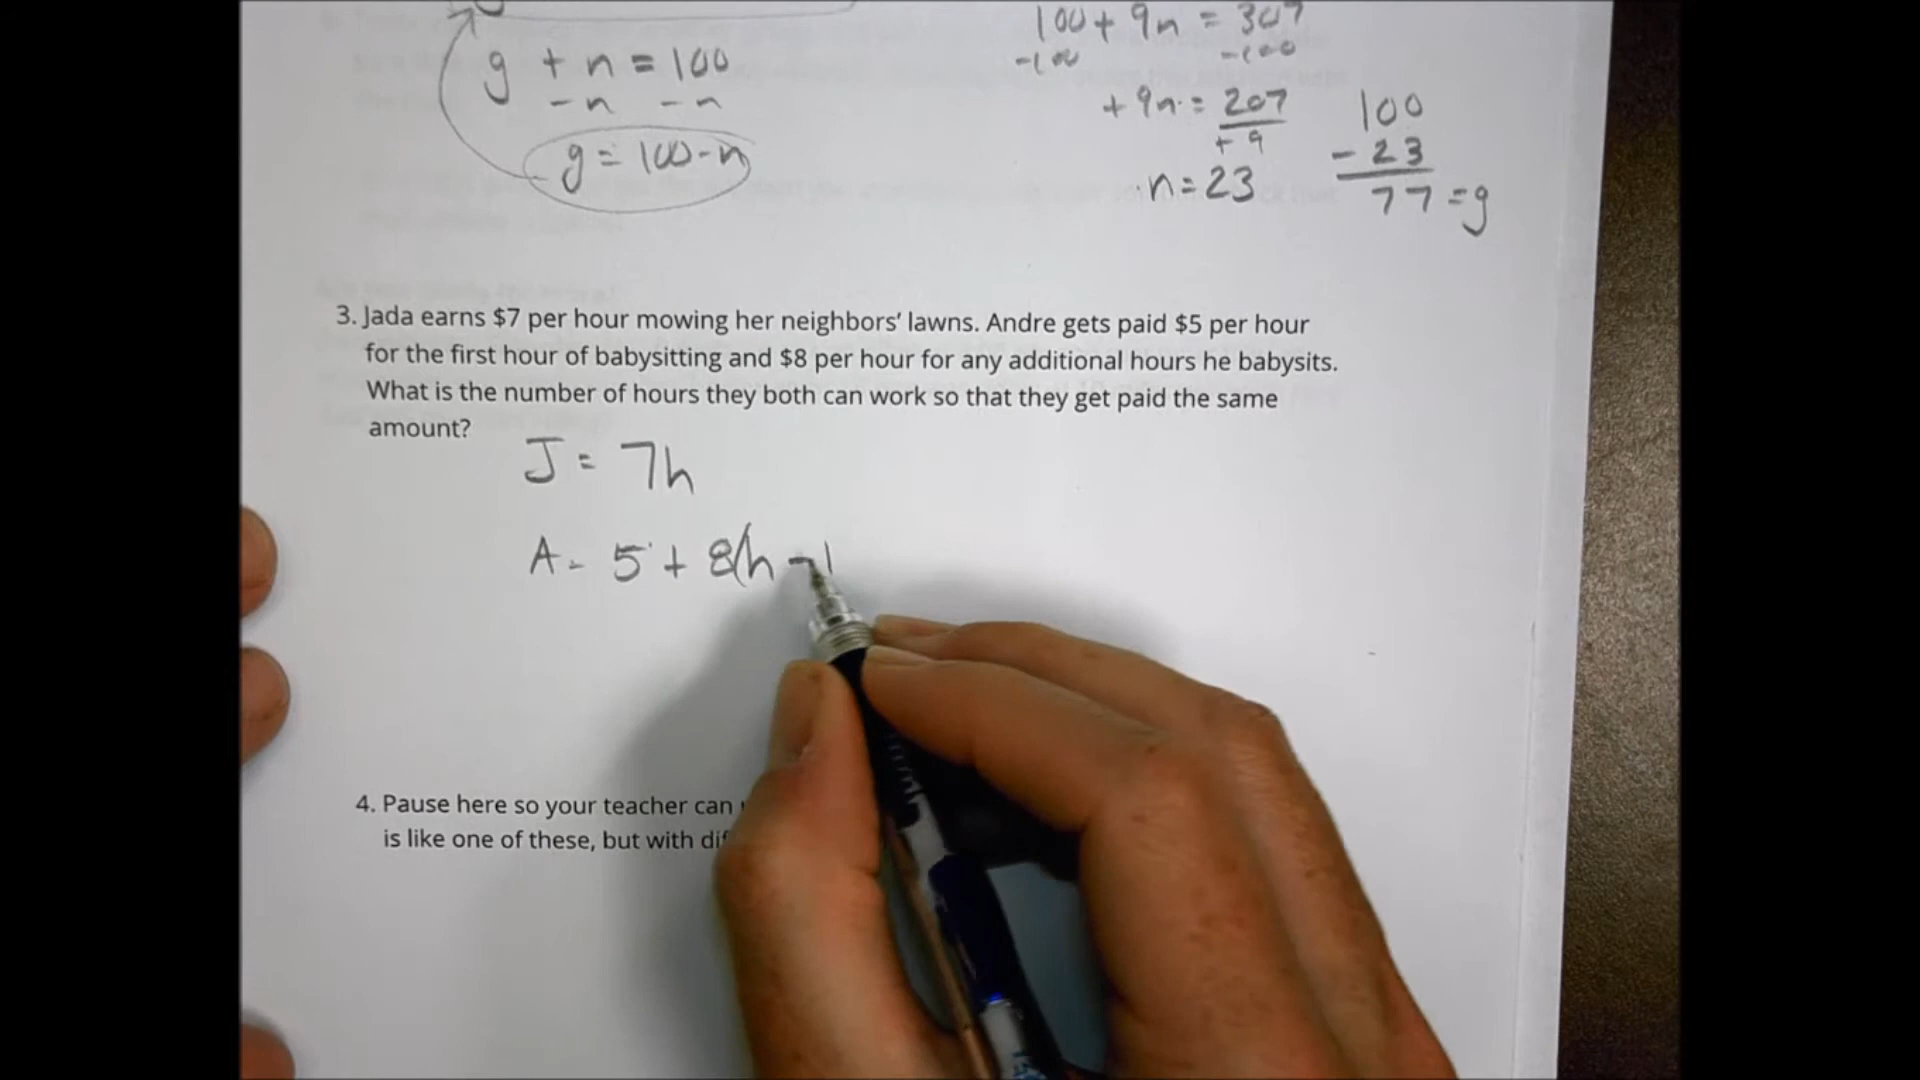 g + n = 100
- n - n
g = 100 - n
100 + 9n = 307
-100 -100
+ 9n = 207
÷ 9
n = 23
100
- 23
77 = g
3. Jada earns $7 per hour mowing her neighbors' lawns. Andre gets paid $5 per hour
for the first hour of babysitting and $8 per hour for any additional hours he babysits.
What is the number of hours they both can work so that they get paid the same
amount?
J = 7h
A = 5 + 8(h - 1
4. Pause here so your teacher can
is like one of these, but with